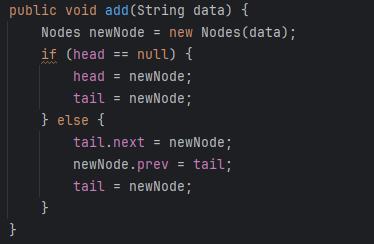 public void add(String data) {
    Nodes newNode = new Nodes(data);
    if (head == null) {
        head = newNode;
        tail = newNode;
    } else {
        tail.next = newNode;
        newNode.prev = tail;
        tail = newNode;
    }
}